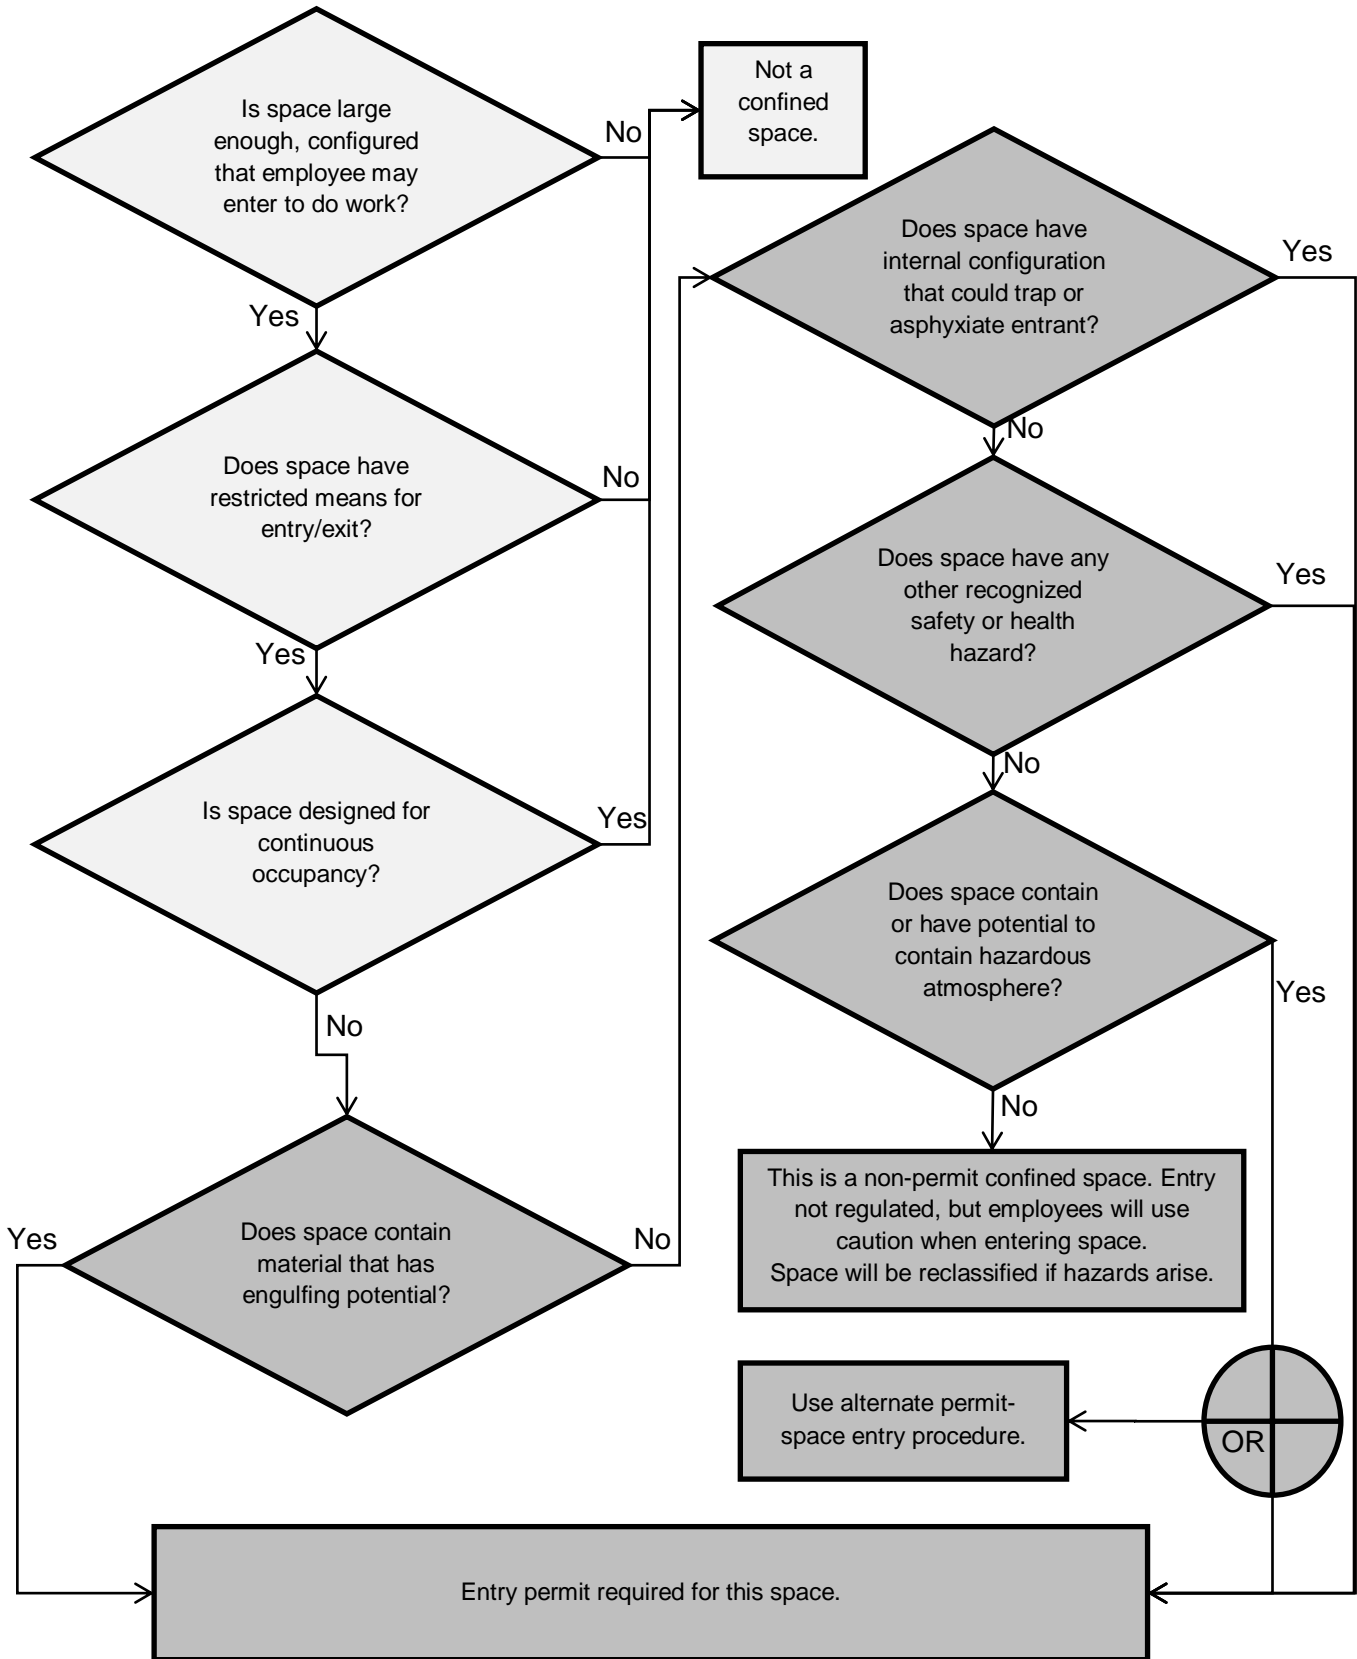 Is space large
enough, configured
that employee may
enter to do work?
No
Not a
confined
space.
Yes
Does space have
restricted means for
entry/exit?
No
Yes
Is space designed for
continuous
occupancy?
Yes
No
Does space contain
material that has
engulfing potential?
Yes
No
Does space have
internal configuration
that could trap or
asphyxiate entrant?
Yes
No
Does space have any
other recognized
safety or health
hazard?
Yes
No
Does space contain
or have potential to
contain hazardous
atmosphere?
Yes
No
This is a non-permit confined space. Entry
not regulated, but employees will use
caution when entering space.
Space will be reclassified if hazards arise.
Use alternate permit-
space entry procedure.
OR
Entry permit required for this space.